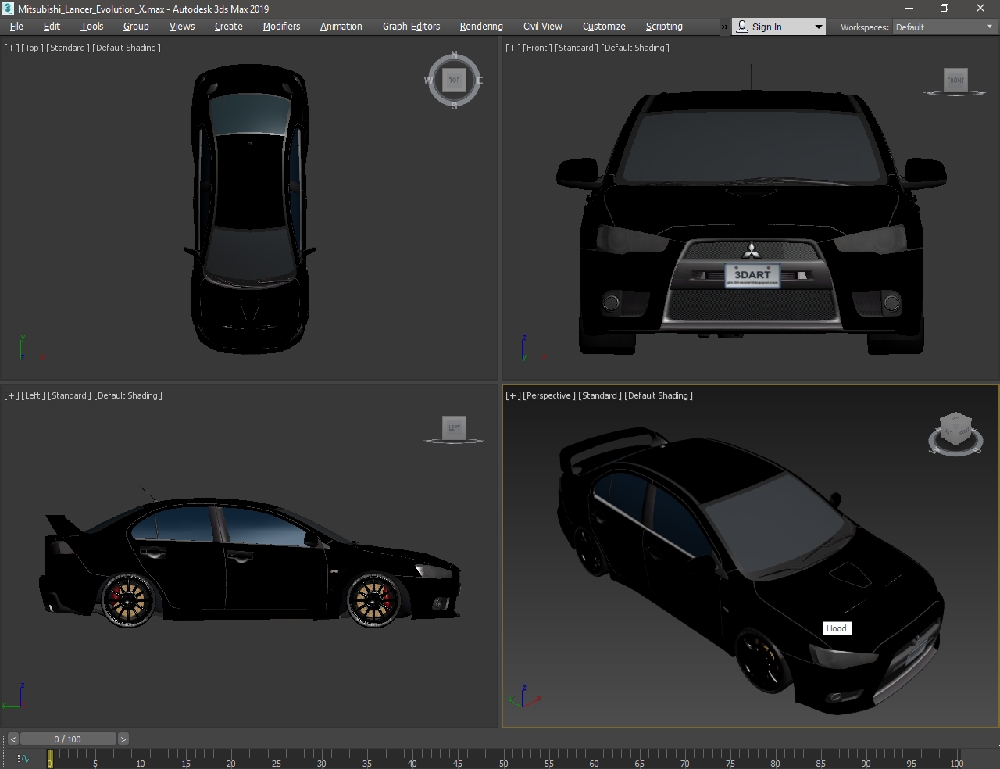 Mitsubishi_Lancer_Evolution_X.max - Autodesk 3ds Max 2019
File Edit Tools Group Views Create Modifiers Animation Graph Editors Rendering Civil View Customize Scripting » Sign In Workspaces: Default
[+] [Top] [Standard] [Default Shading]
N
W TOP E
S
[+] [Front] [Standard] [Default Shading]
FRONT
3DART
[+] [Left] [Standard] [Default Shading]
LEFT
[+] [Perspective] [Standard] [Default Shading]
Hood
< 0 / 100 >
0 5 10 15 20 25 30 35 40 45 50 55 60 65 70 75 80 85 90 95 100